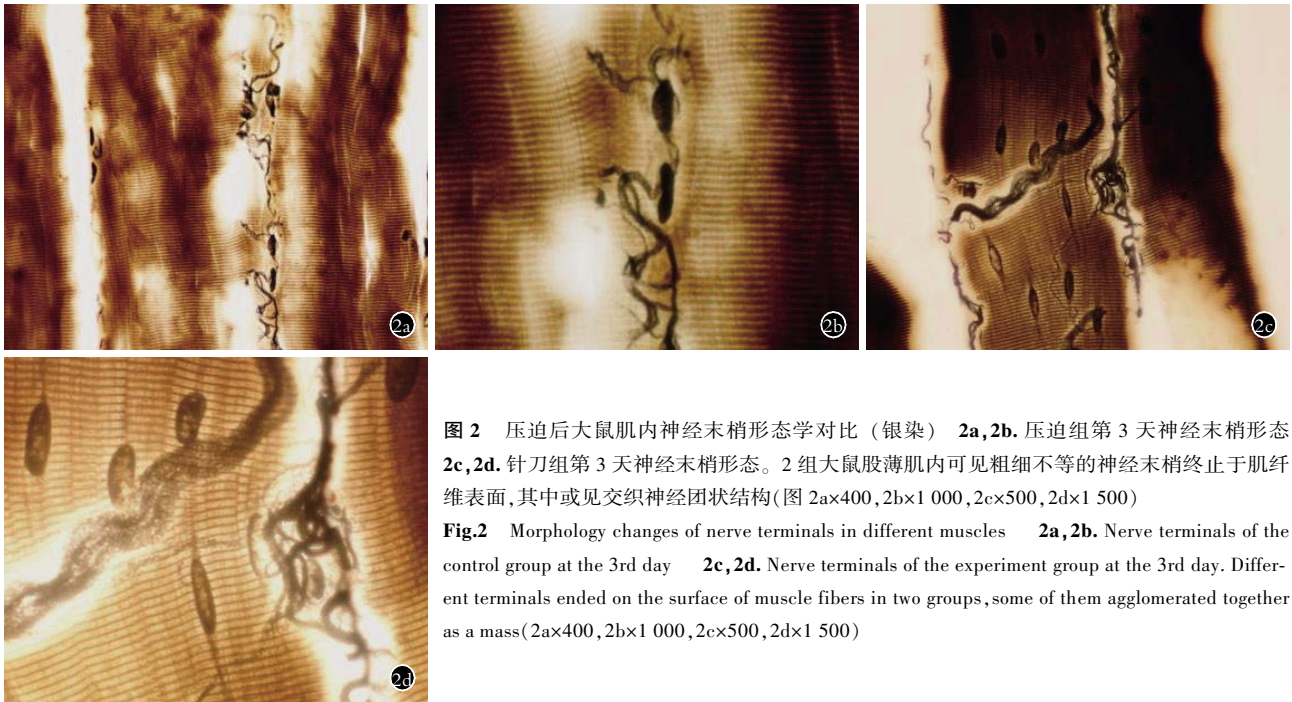 2a
2b
2c
2d
图 2 压迫后大鼠肌内神经末梢形态学对比（银染） 2a,2b. 压迫组第 3 天神经末梢形态
2c,2d. 针刀组第 3 天神经末梢形态。2 组大鼠股薄肌内可见粗细不等的神经末梢终止于肌纤
维表面,其中或见交织神经团状结构(图 2a×400,2b×1 000,2c×500,2d×1 500)
Fig.2 Morphology changes of nerve terminals in different muscles 2a,2b. Nerve terminals of the
control group at the 3rd day 2c,2d. Nerve terminals of the experiment group at the 3rd day. Differ-
ent terminals ended on the surface of muscle fibers in two groups,some of them agglomerated together
as a mass(2a×400,2b×1 000,2c×500,2d×1 500)